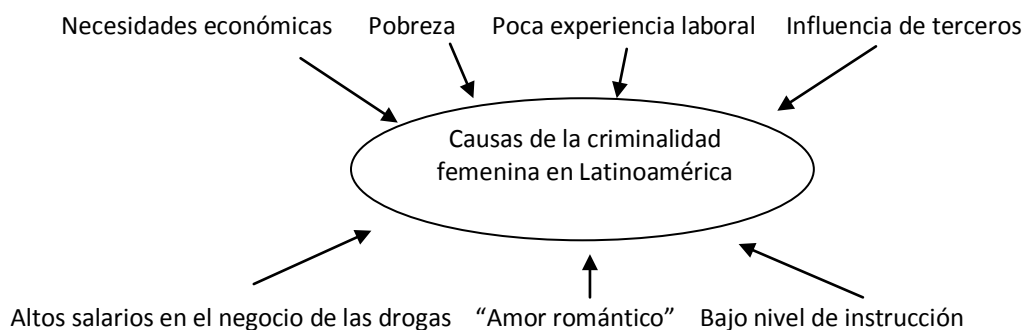 Necesidades económicas Pobreza Poca experiencia laboral Influencia de terceros
Causas de la criminalidad
femenina en Latinoamérica
Altos salarios en el negocio de las drogas “Amor romántico” Bajo nivel de instrucción